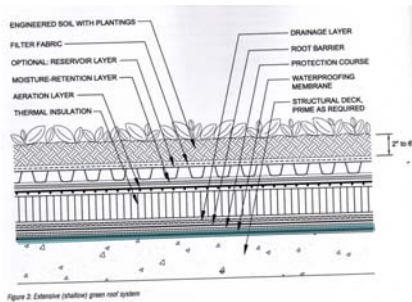 ENGINEERED SOIL WITH PLANTINGS
FILTER FABRIC
OPTIONAL: RESERVOIR LAYER
MOISTURE-RETENTION LAYER
AERATION LAYER
THERMAL INSULATION
DRAINAGE LAYER
ROOT BARRIER
PROTECTION COURSE
WATERPROOFING
MEMBRANE
STRUCTURAL DECK,
PRIME AS REQUIRED
2" to 6
Figure 2: Extensive (shallow) green roof system